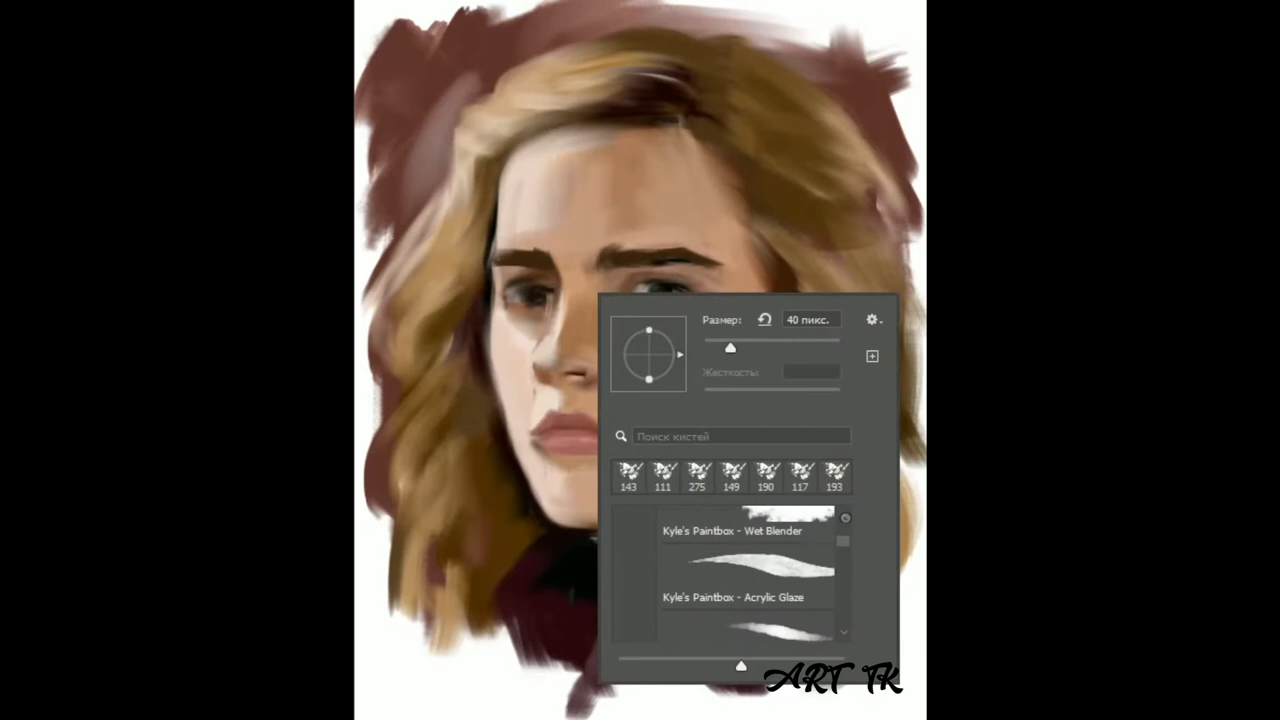 Размер: 40 пикс.
Жесткость:
Поиск кистей
143 111 275 149 190 117 193
Kyle's Paintbox - Wet Blender
Kyle's Paintbox - Acrylic Glaze
ART TK